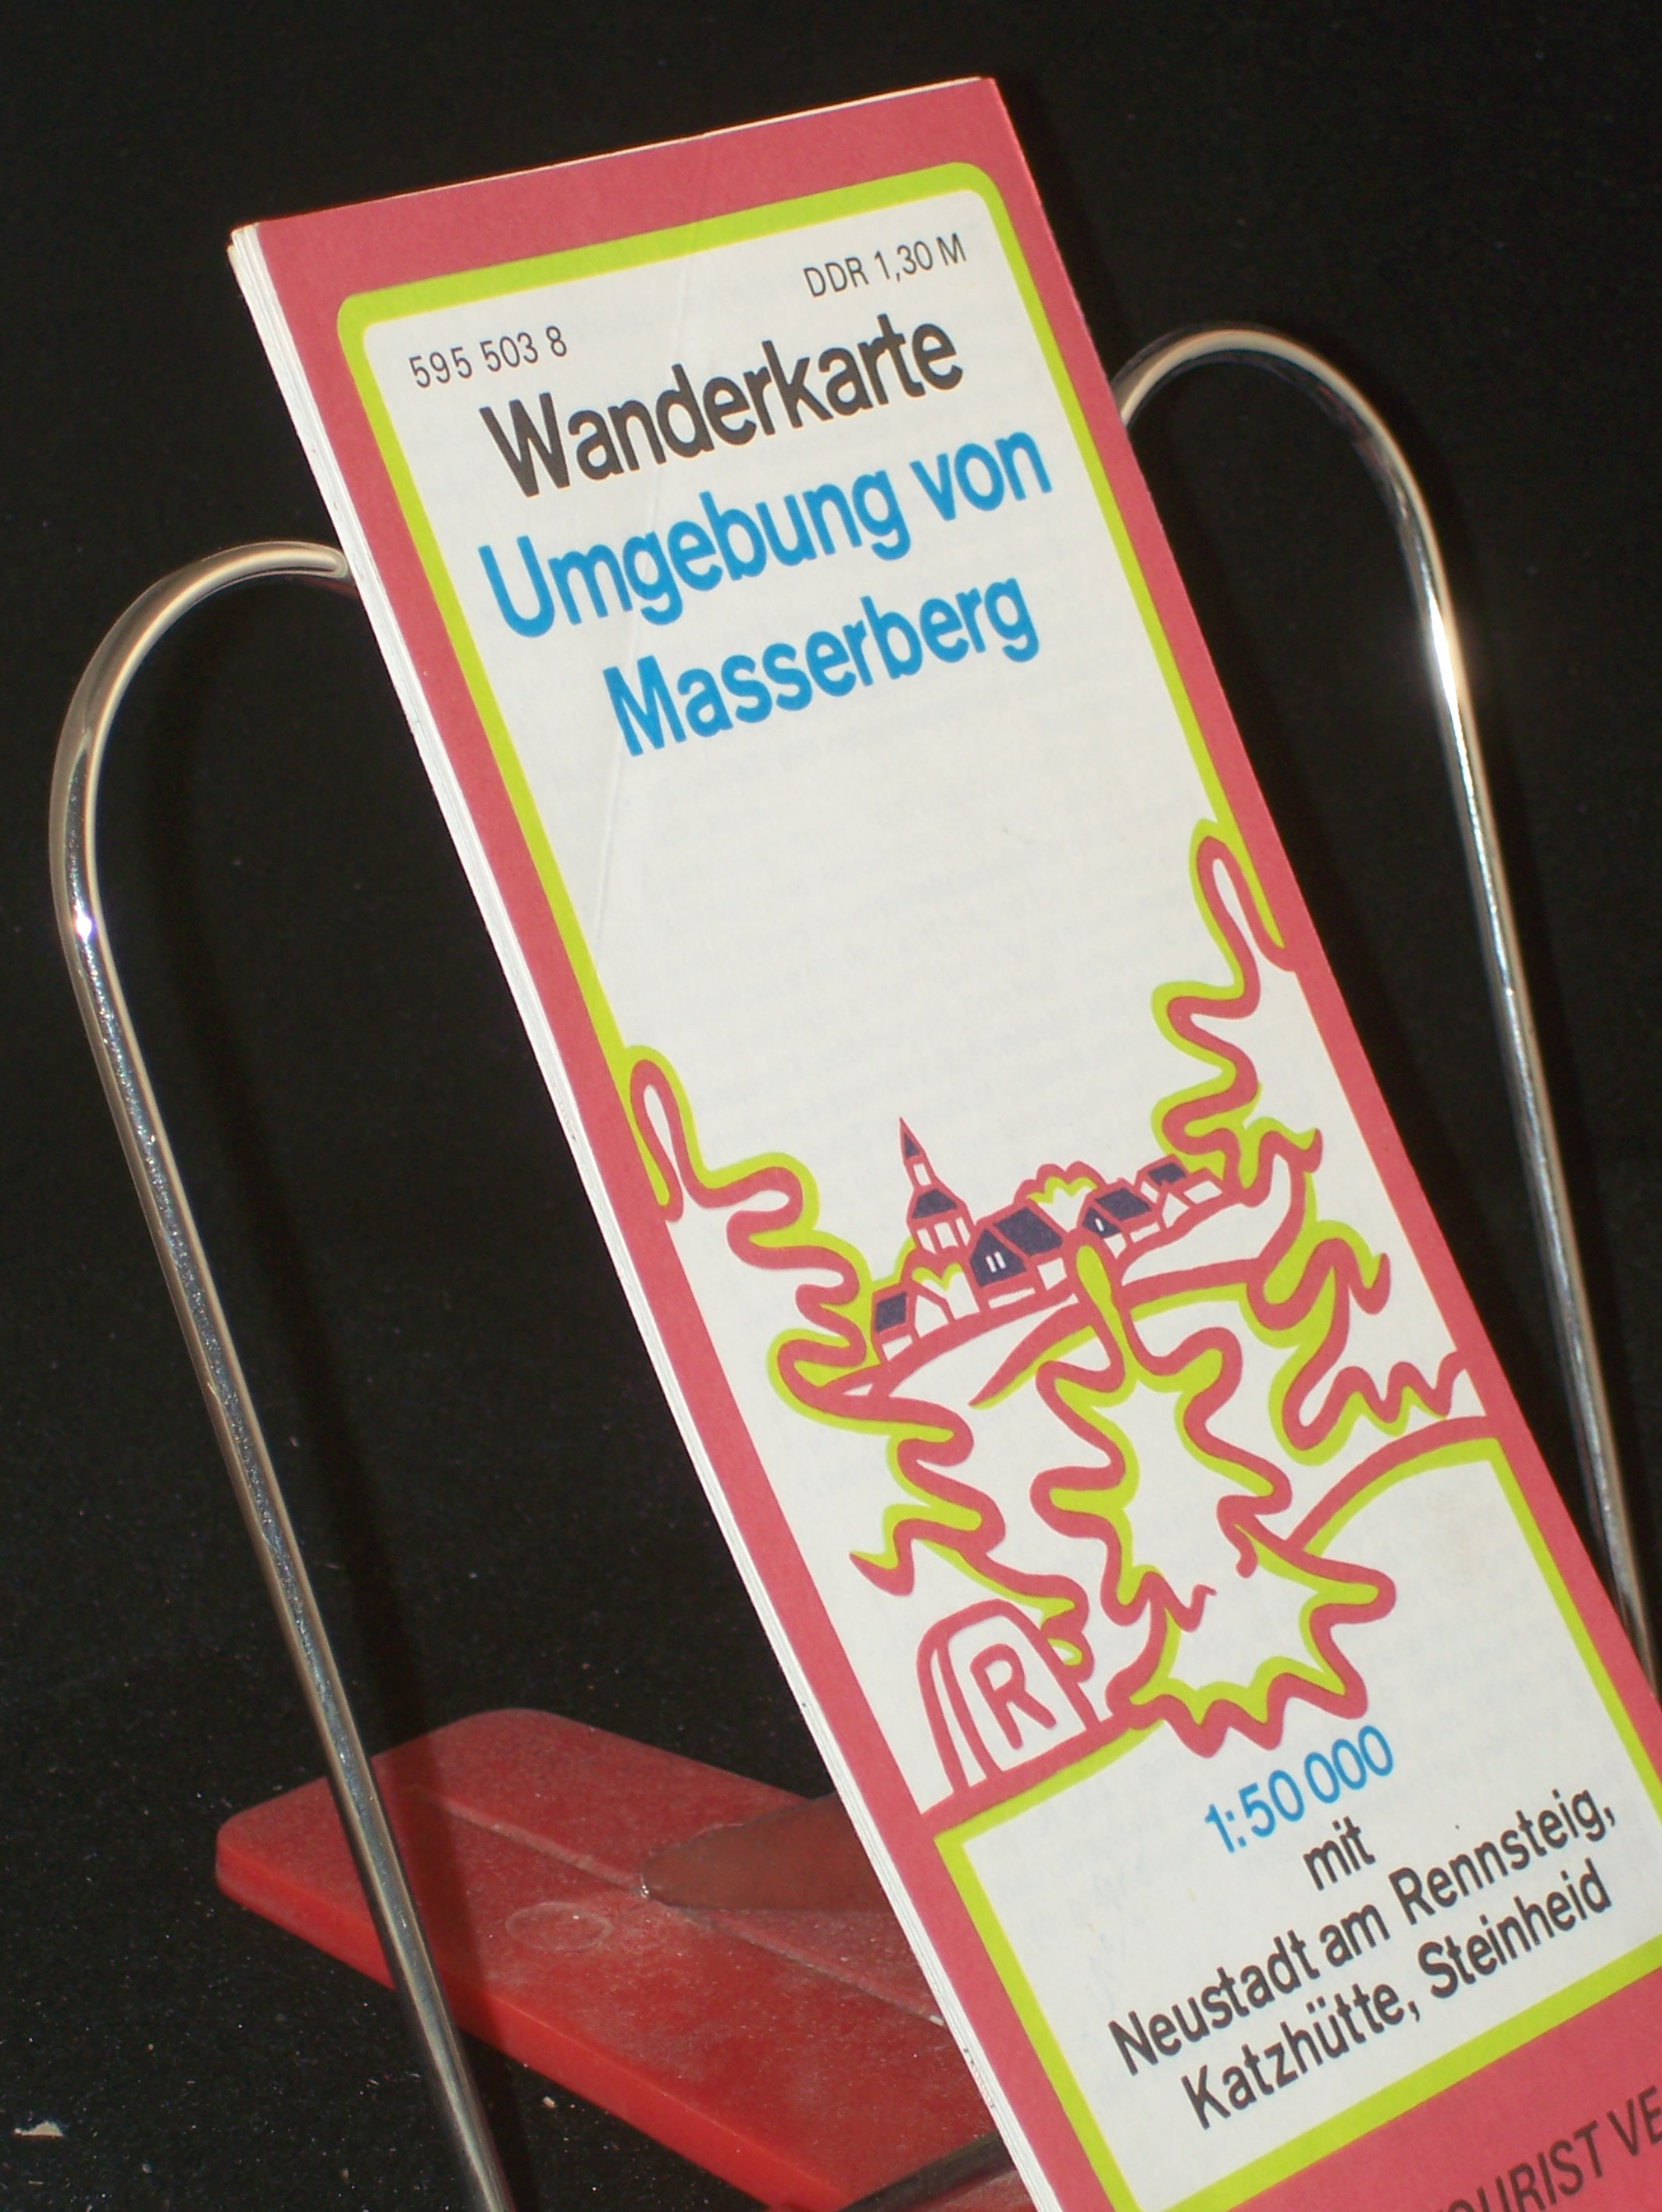 595 503 8 DDR 1,30 M
Wanderkarte
Umgebung von
Masserberg
R
1:50 000
mit
Neustadt am Rennsteig,
Katzhütte, Steinheid